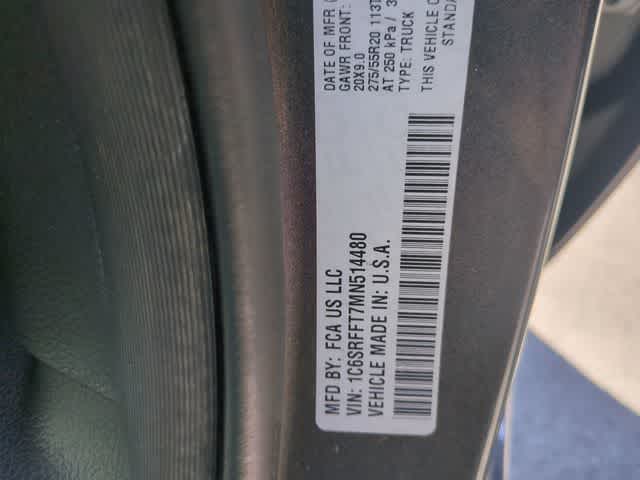 MFD BY: FCA US LLC
DATE OF MFR
GAWR FRONT:
20X9.0
275/55R20 113T
AT 250 kPa / 3
TYPE: TRUCK
VIN: 1C6SRFFT7MN514480
VEHICLE MADE IN: U.S.A.
THIS VEHICLE
STANDA